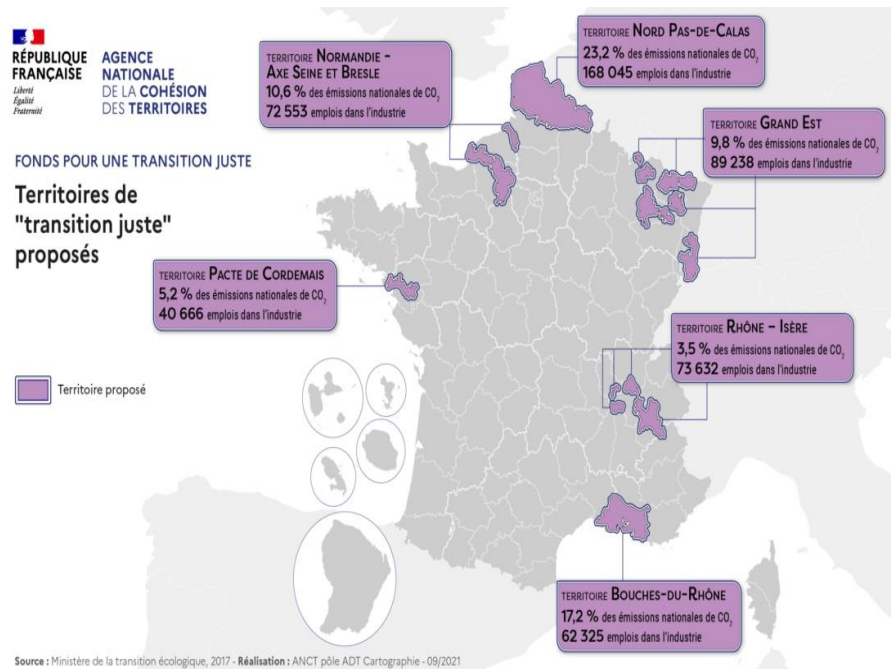 RÉPUBLIQUE
FRANÇAISE
Liberté
Égalité
Fraternité
AGENCE
NATIONALE
DE LA COHÉSION
DES TERRITOIRES
FONDS POUR UNE TRANSITION JUSTE
Territoires de
"transition juste"
proposés
TERRITOIRE NORMANDIE –
AXE SEINE ET BRESLE
10,6 % des émissions nationales de CO2
72 553 emplois dans l'industrie
TERRITOIRE NORD PAS-DE-CALAS
23,2 % des émissions nationales de CO2
168 045 emplois dans l'industrie
TERRITOIRE GRAND EST
9,8 % des émissions nationales de CO2
89 238 emplois dans l'industrie
TERRITOIRE PACTE DE CORDEMAIS
5,2 % des émissions nationales de CO2
40 666 emplois dans l'industrie
TERRITOIRE RHÔNE – ISÈRE
3,5 % des émissions nationales de CO2
73 632 emplois dans l'industrie
Territoire proposé
TERRITOIRE BOUCHES-DU-RHÔNE
17,2 % des émissions nationales de CO2
62 325 emplois dans l'industrie
Source : Ministère de la transition écologique, 2017 - Réalisation : ANCT pôle ADT Cartographie - 09/2021